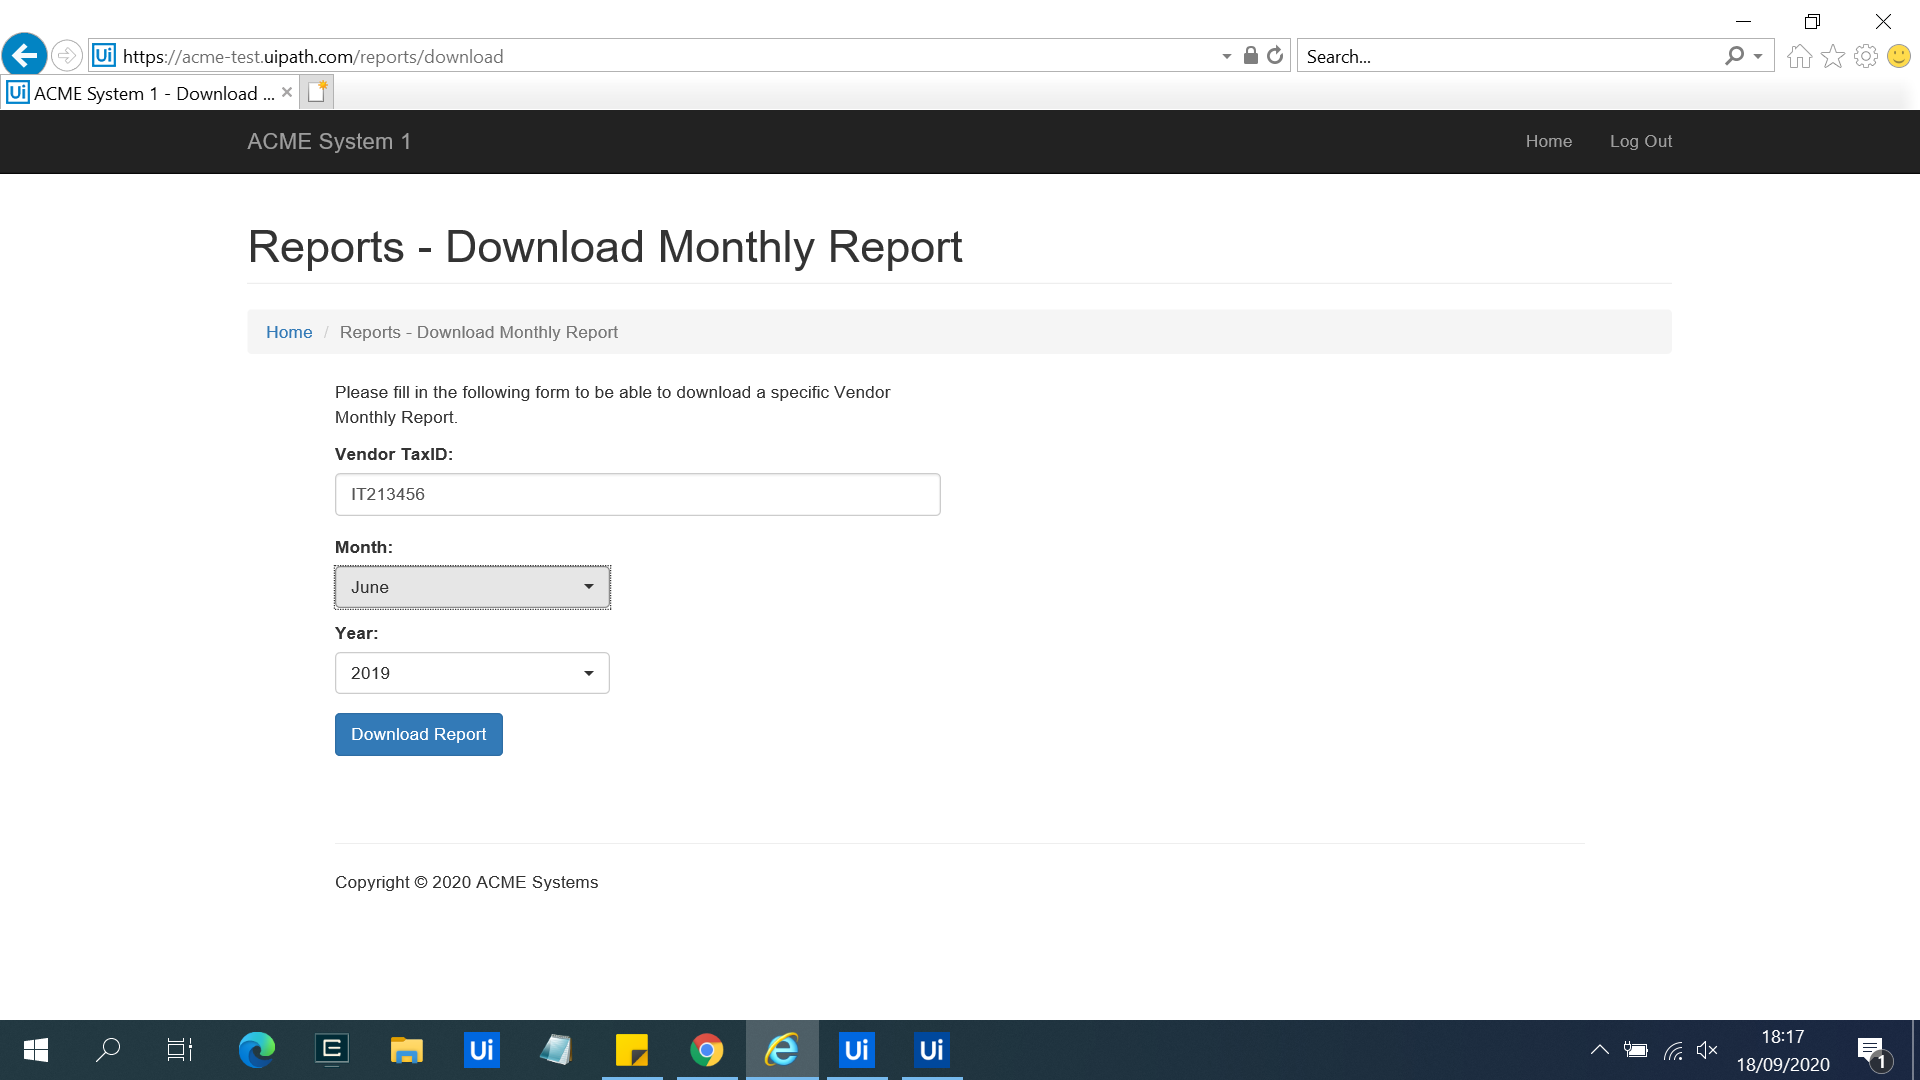 https://acme-test.uipath.com/reports/download
Search...
Ui ACME System 1 - Download ...
ACME System 1
Home
Log Out
Reports - Download Monthly Report
Home / Reports - Download Monthly Report
Please fill in the following form to be able to download a specific Vendor
Monthly Report.
Vendor TaxID:
IT213456
Month:
June
Year:
2019
Download Report
Copyright © 2020 ACME Systems
Ui
Ui
Ui
18:17
18/09/2020
1